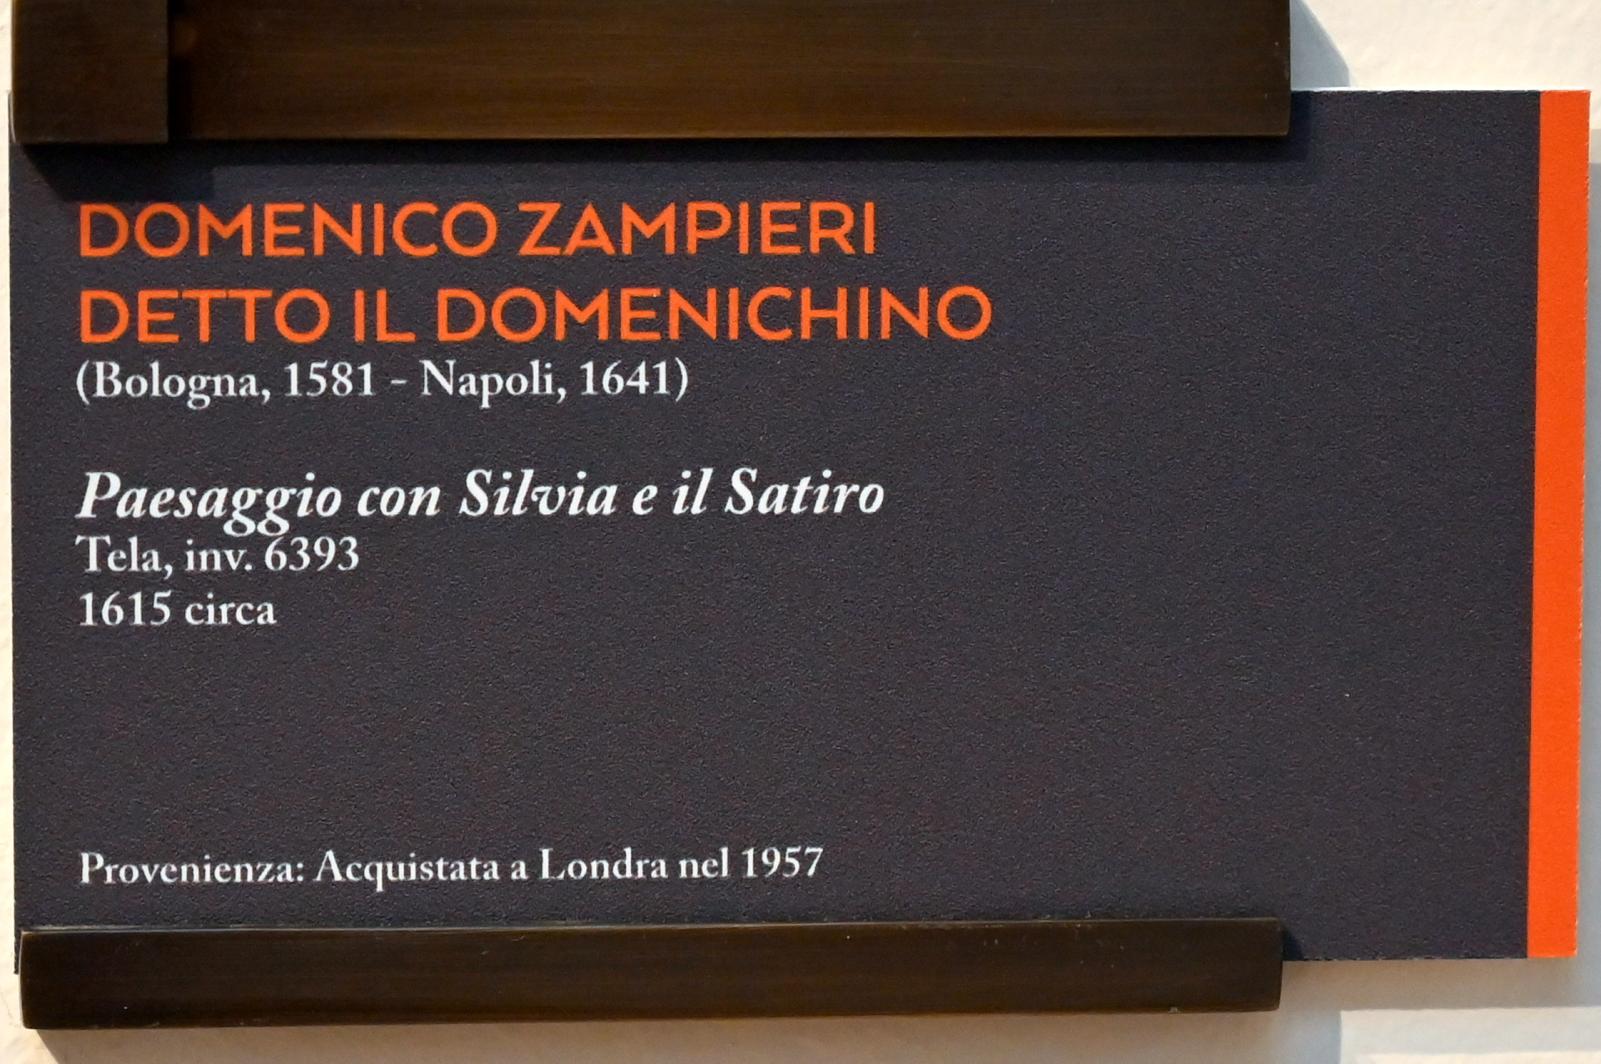 DOMENICO ZAMPIERI
DETTO IL DOMENICHINO
(Bologna, 1581 - Napoli, 1641)
Paesaggio con Silvia e il Satiro
Tela, inv. 6393
1615 circa
Provenienza: Acquistata a Londra nel 1957